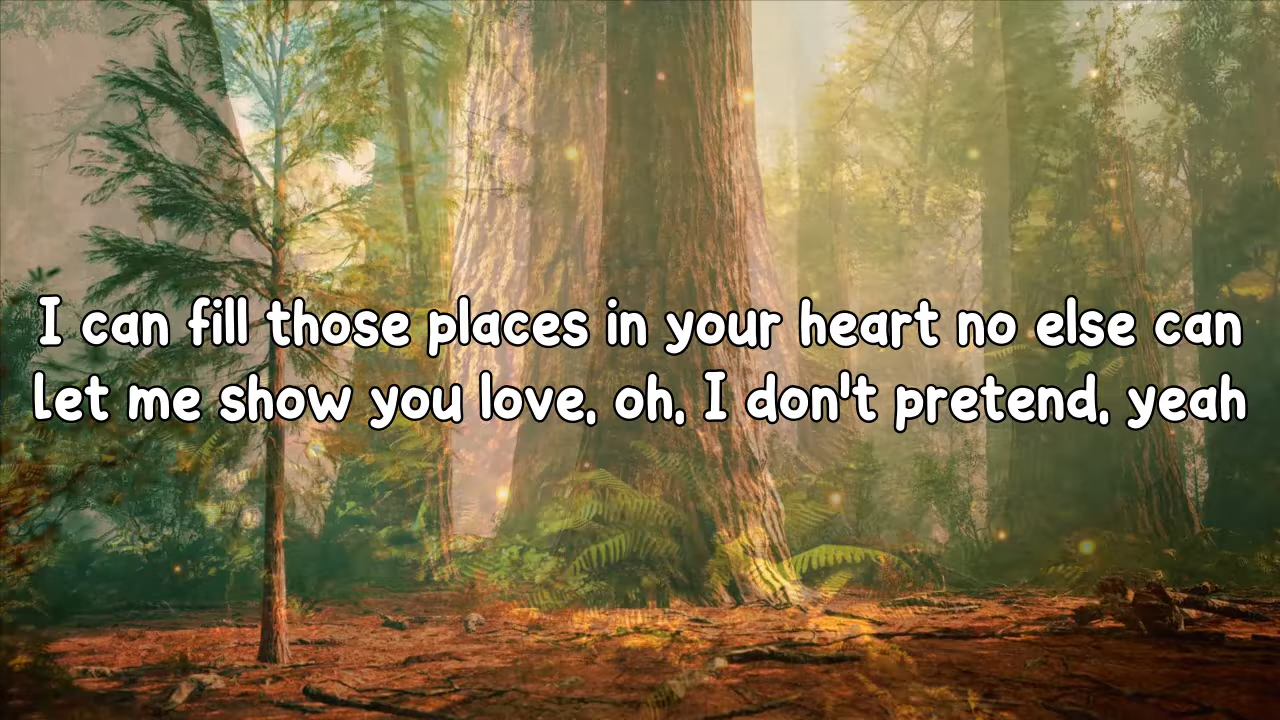 I can fill those places in your heart no else can
let me show you love, oh, I don't pretend, yeah